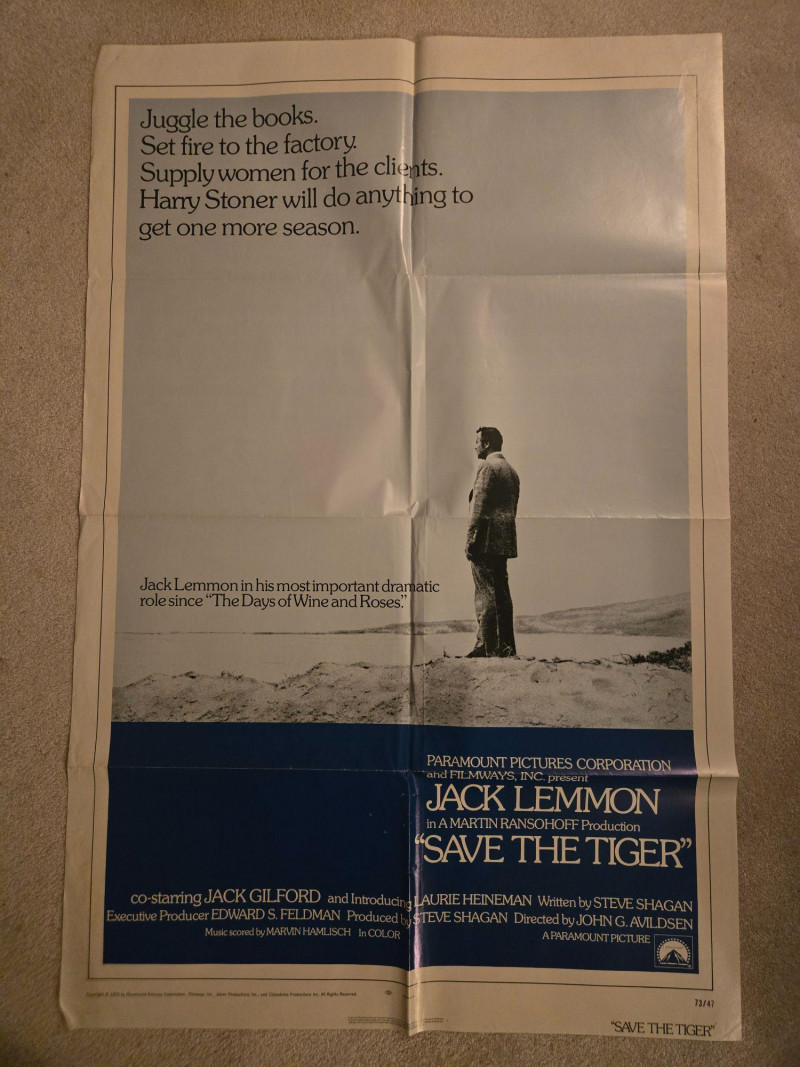 Juggle the books.
Set fire to the factory.
Supply women for the clients.
Harry Stoner will do anything to
get one more season.
Jack Lemmon in his most important dramatic
role since "The Days of Wine and Roses."
PARAMOUNT PICTURES CORPORATION
and FILMWAYS, INC. present
JACK LEMMON
in A MARTIN RANSOHOFF Production
"SAVE THE TIGER"
co-starring JACK GILFORD and Introducing LAURIE HEINEMAN Written by STEVE SHAGAN
Executive Producer EDWARD S. FELDMAN Produced by STEVE SHAGAN Directed by JOHN G. AVILDSEN
Music scored by MARVIN HAMLISCH In COLOR A PARAMOUNT PICTURE
73/47
"SAVE THE TIGER"